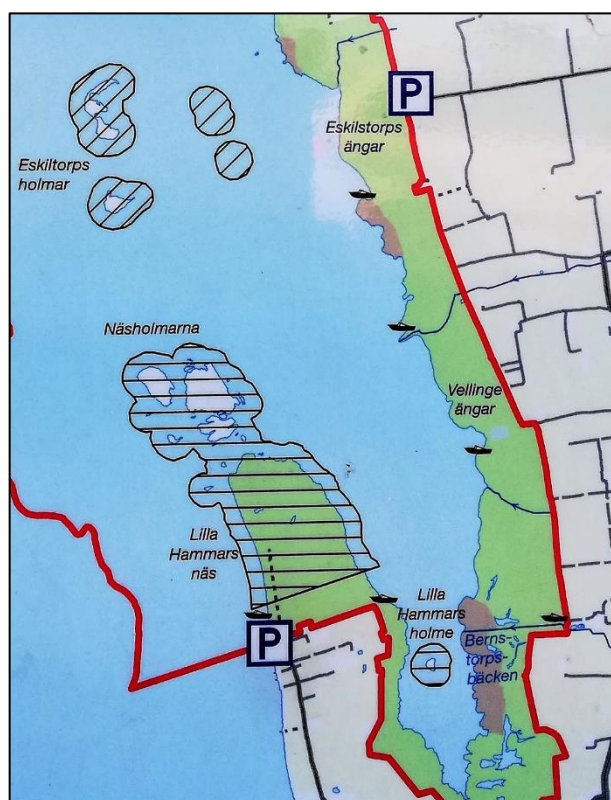 P
Eskilstorps
ängar
Eskiltorps
holmar
Näsholmarna
Vellinge
ängar
Lilla
Hammars
näs
Lilla
Hammars
holme
P
Berns-
torps-
bäcken